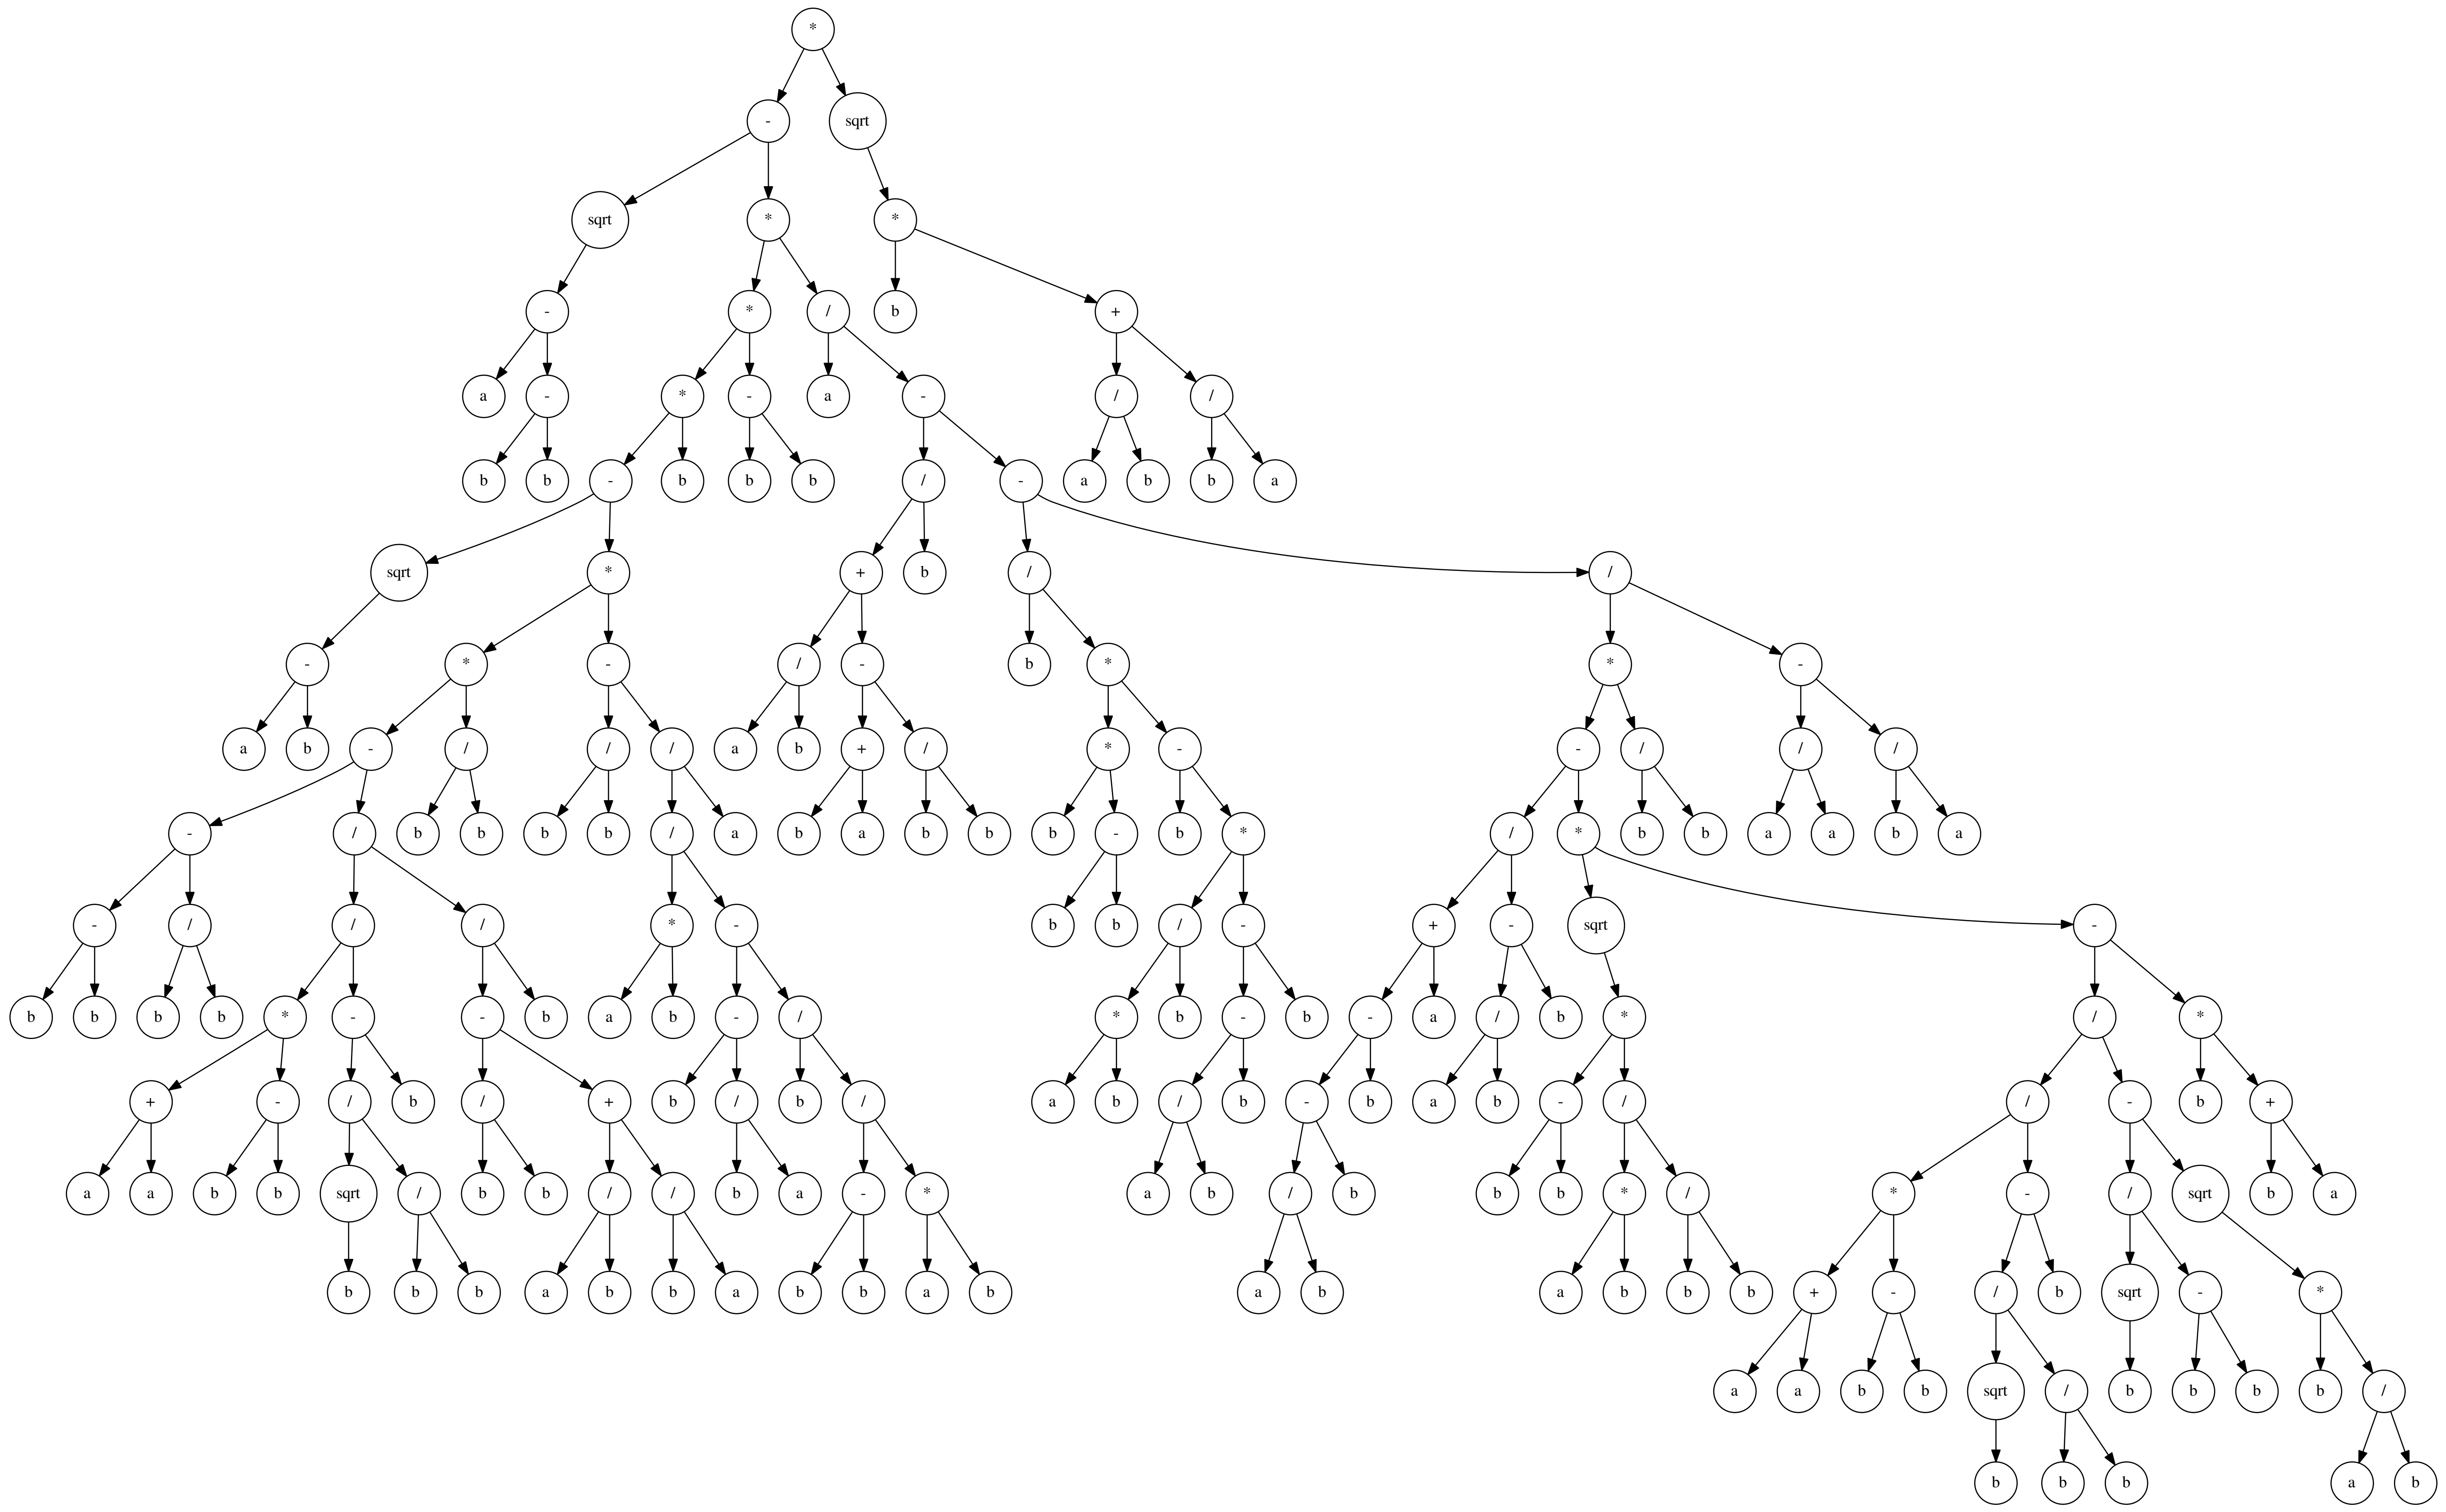 *
- sqrt
sqrt * *
- * / b +
a - * - a - / /
b b - b b b / - a b b a
sqrt * + b / /
- * - / - b * * -
a b - / / / a b + / * - - / / /
- / b b b b / a b a b b b - b * / * b b a a b a
- / / / * - b b / - + - sqrt -
b b b b * - - b a b - / * b - b - a / b * / *
+ - / b / + b / b / a b / b - b a b - / / - b +
a a b b sqrt / b b / / b a - * a b / b b b * / * - / sqrt b a
b b b a b b a b b a b a b a b b b + - / b sqrt - *
a a b b sqrt / b b b b /
b b b a b